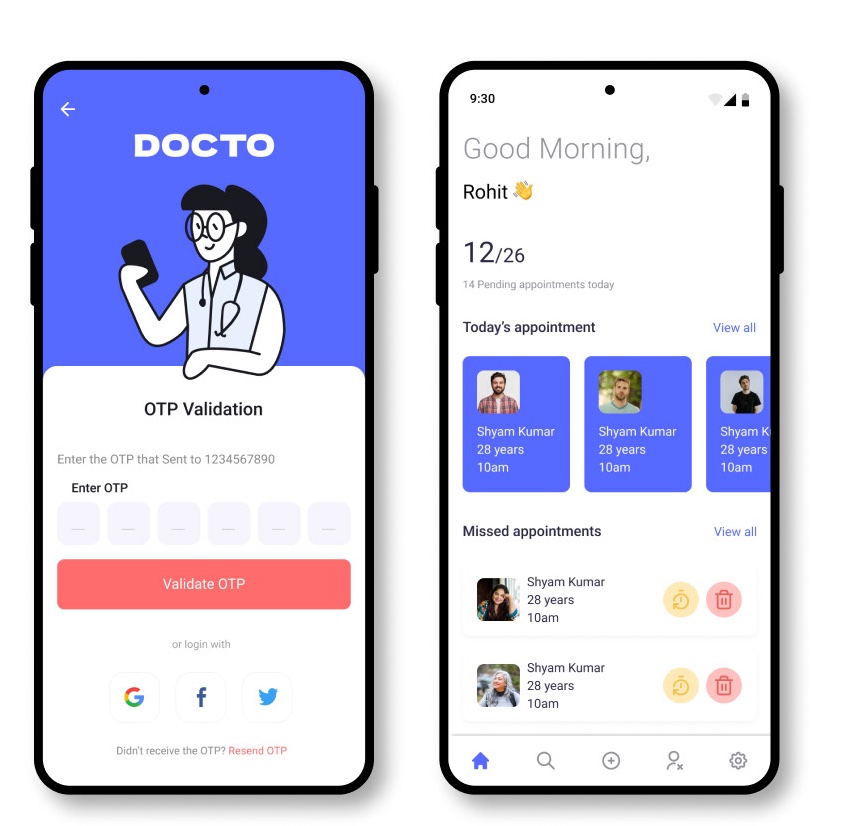 DOCTO
OTP Validation
Enter the OTP that Sent to 1234567890
Enter OTP
Validate OTP
or login with
Didn't receive the OTP? Resend OTP
9:30
Good Morning,
Rohit 👋
12/26
14 Pending appointments today
Today's appointment View all
Shyam Kumar
28 years
10am
Shyam Kumar
28 years
10am
Shyam K
28 years
10am
Missed appointments View all
Shyam Kumar
28 years
10am
Shyam Kumar
28 years
10am